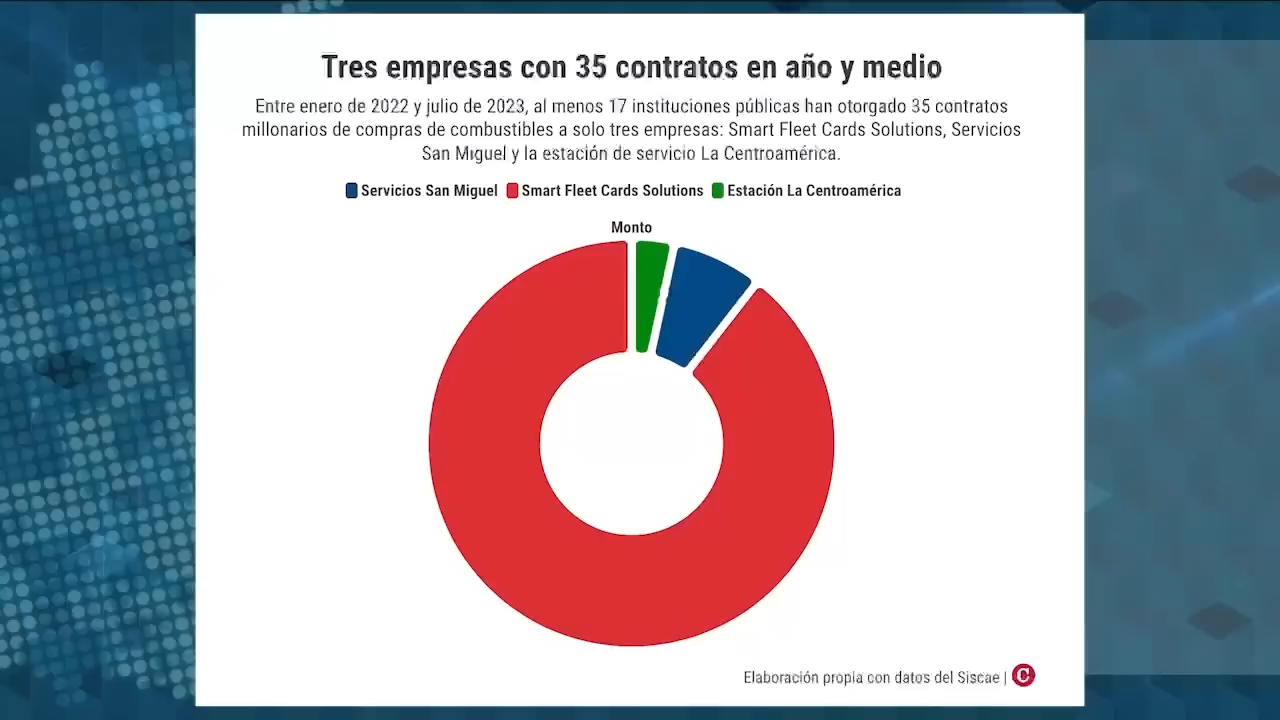 Tres empresas con 35 contratos en año y medio
Entre enero de 2022 y julio de 2023, al menos 17 instituciones públicas han otorgado 35 contratos
millonarios de compras de combustibles a solo tres empresas: Smart Fleet Cards Solutions, Servicios
San Miguel y la estación de servicio La Centroamérica.
Servicios San Miguel Smart Fleet Cards Solutions Estación La Centroamérica
Monto
Elaboración propia con datos del Siscae | C